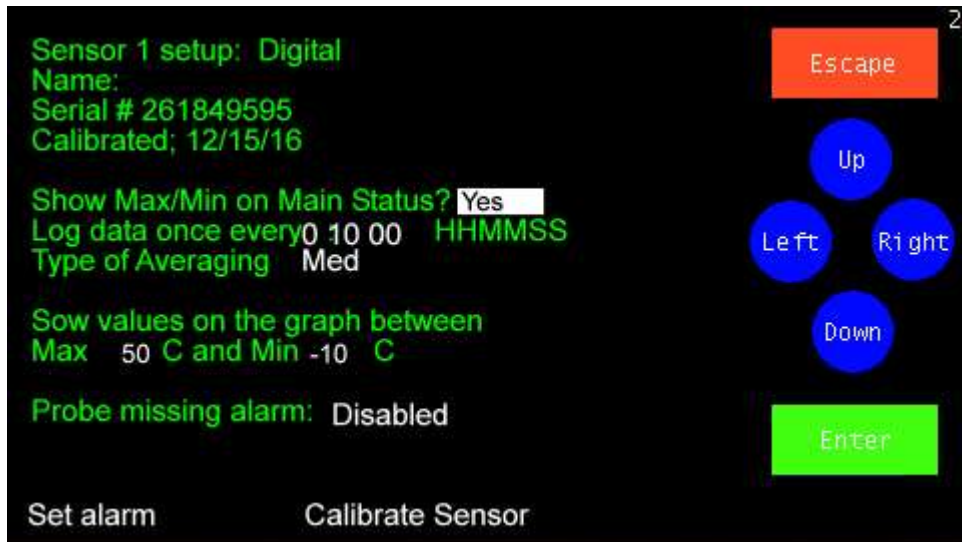 2
Sensor 1 setup: Digital
Name:
Serial # 261849595
Calibrated; 12/15/16
Show Max/Min on Main Status? Yes
Log data once every 0 10 00 HHMMSS
Type of Averaging Med
Sow values on the graph between
Max 50 C and Min -10 C
Probe missing alarm: Disabled
Set alarm Calibrate Sensor
Escape
Up
Left Right
Down
Enter